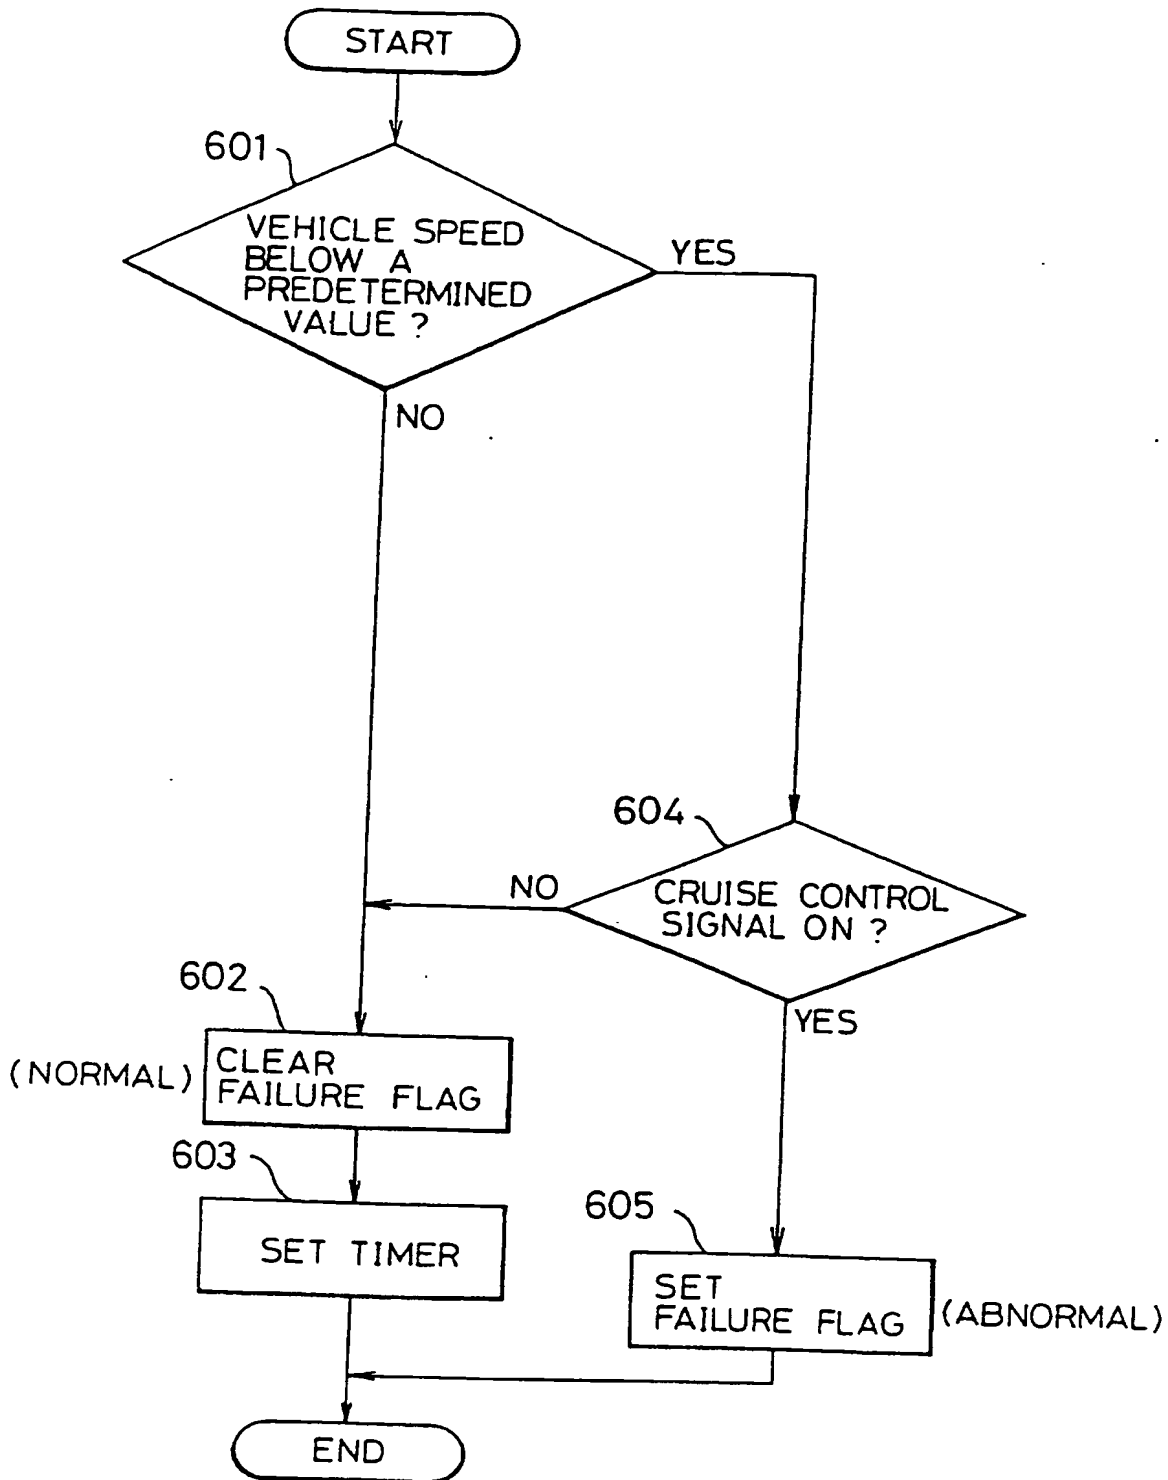 START
601
VEHICLE SPEED
BELOW A
PREDETERMINED
VALUE ?
YES
NO
604
CRUISE CONTROL
SIGNAL ON ?
NO
YES
602
(NORMAL)
CLEAR
FAILURE FLAG
603
SET TIMER
605
SET
FAILURE FLAG
(ABNORMAL)
END